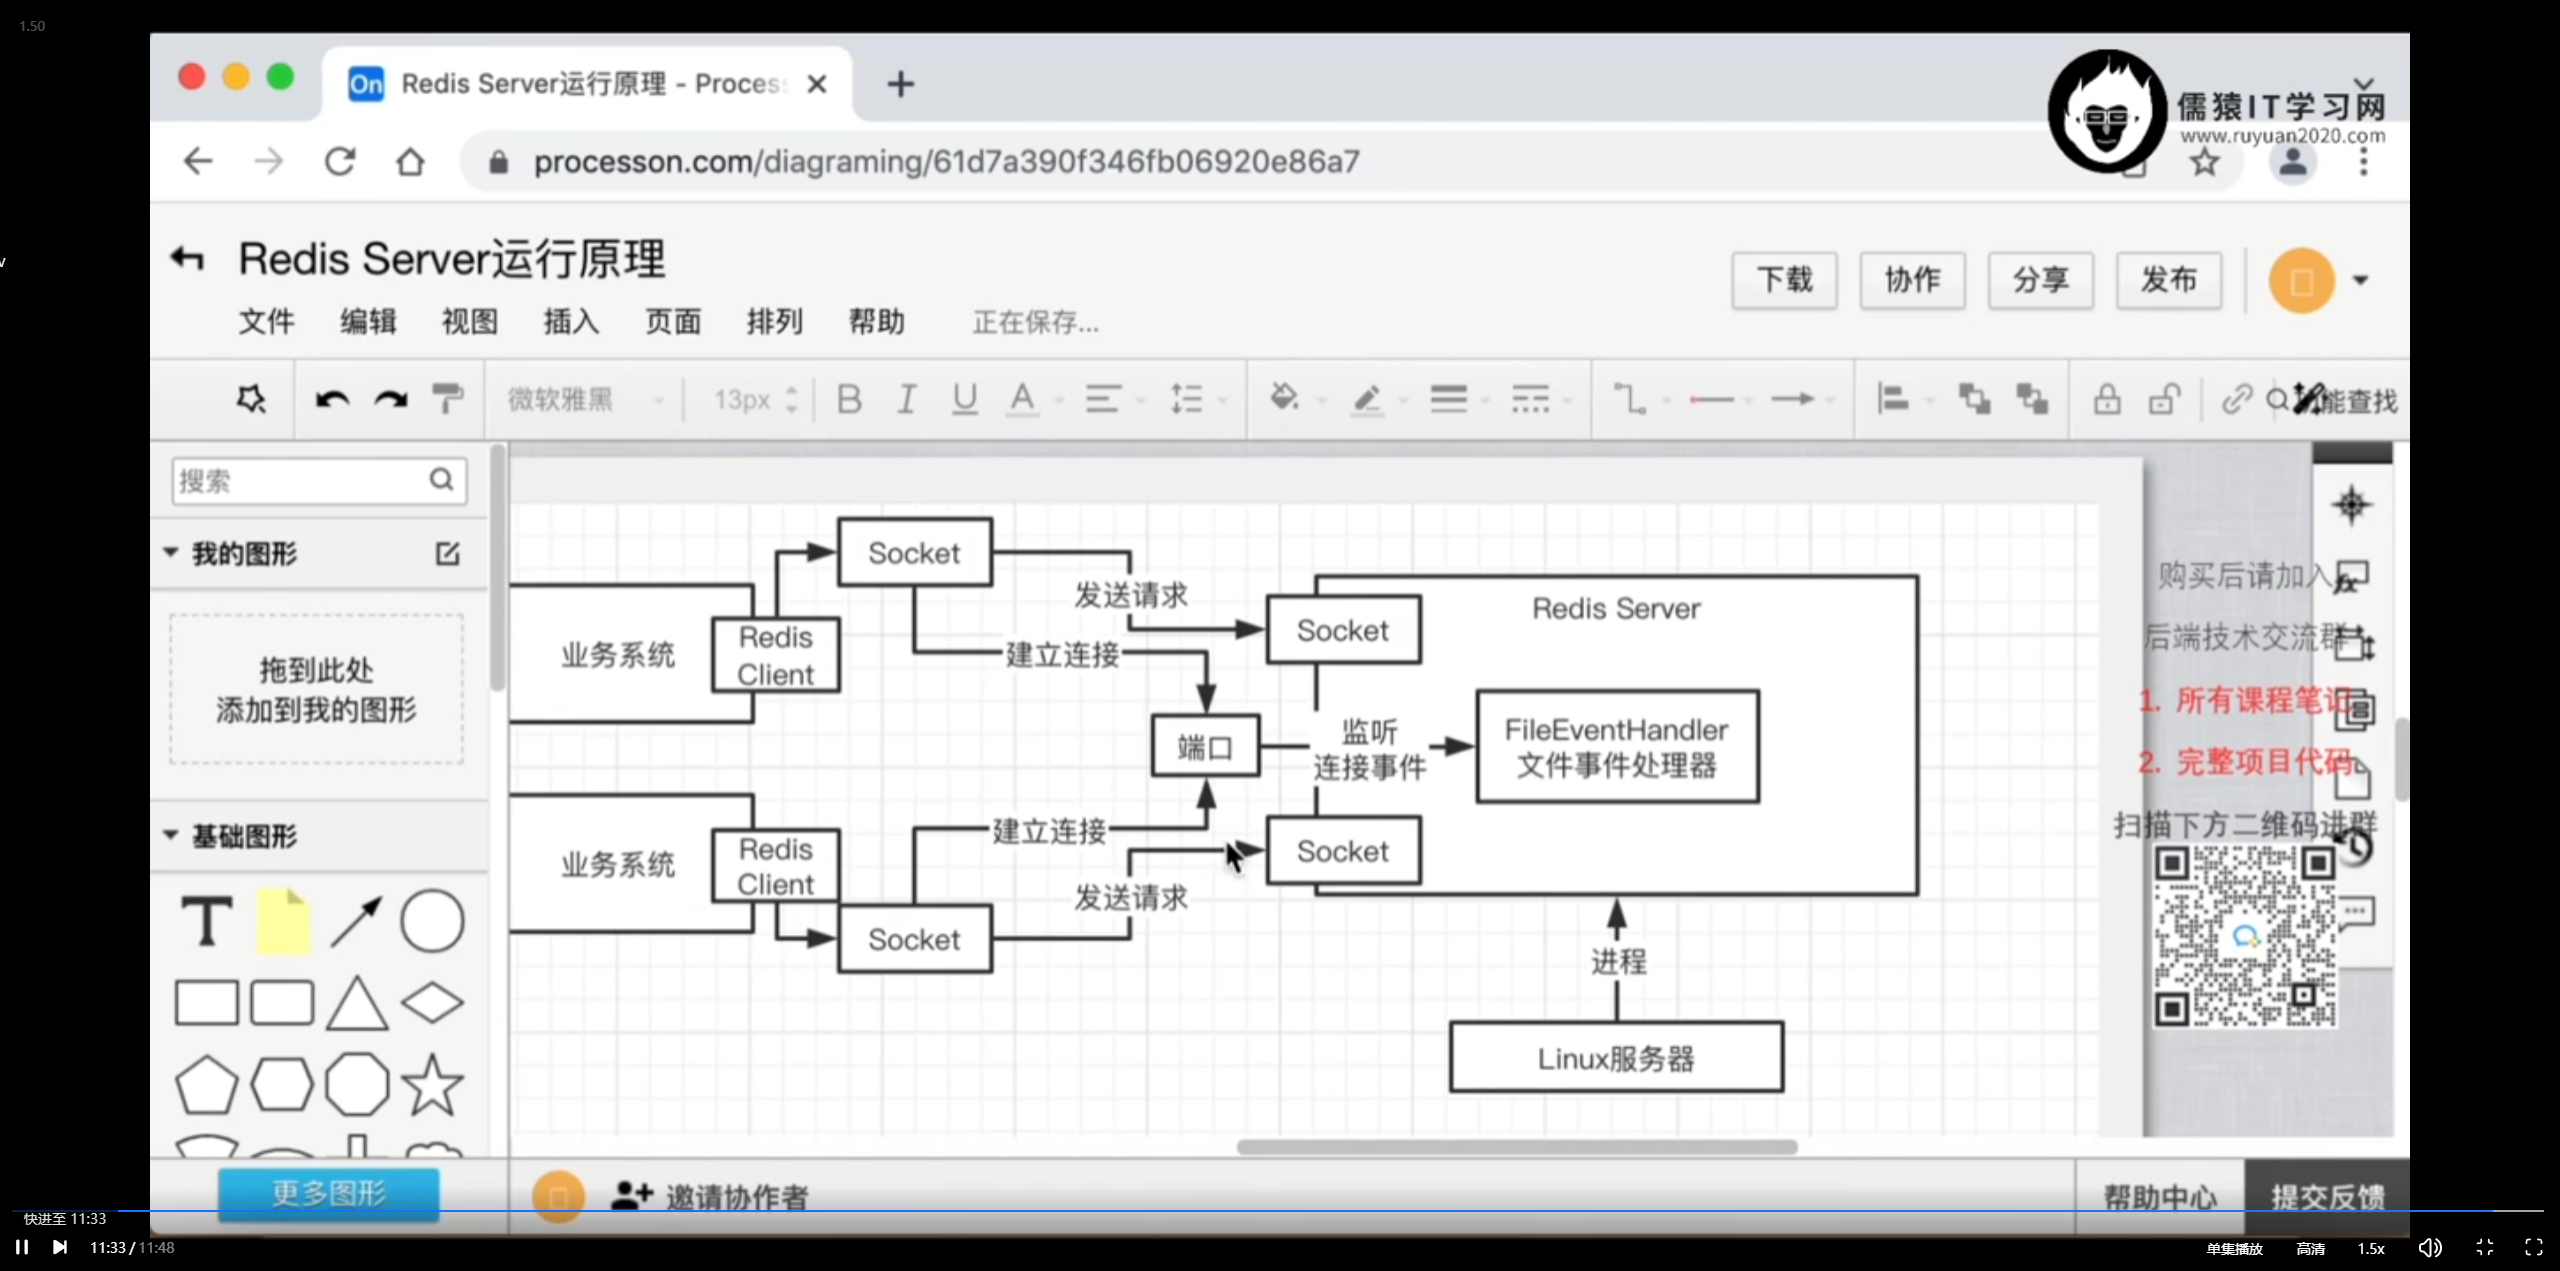 1.50
Redis Server运行原理 - Process
儒猿IT学习网
www.ruyuan2020.com
processon.com/diagraming/61d7a390f346fb06920e86a7
Redis Server运行原理
下载 协作 分享 发布
文件 编辑 视图 插入 页面 排列 帮助 正在保存...
微软雅黑 13px B I U A 能查找
搜索
我的图形
拖到此处
添加到我的图形
基础图形
更多图形
Socket
发送请求
Socket
Redis Server
业务系统
Redis
Client
建立连接
端口
监听
连接事件
FileEventHandler
文件事件处理器
建立连接
业务系统
Redis
Client
Socket
发送请求
Socket
进程
Linux服务器
购买后请加入
后端技术交流群
1. 所有课程笔记
2. 完整项目代码
扫描下方二维码进群
邀请协作者
帮助中心
提交反馈
快进至 11:33
11:33 / 11:48
单集播放 高清 1.5x